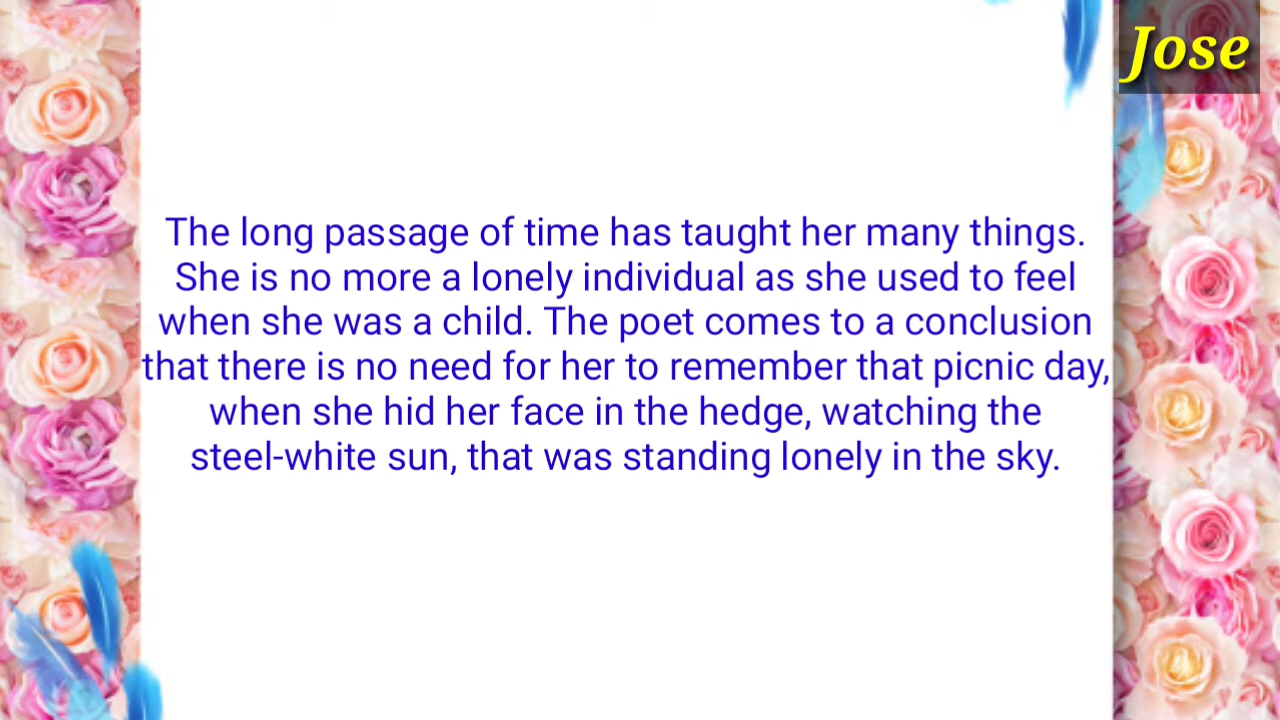 Jose
The long passage of time has taught her many things.
She is no more a lonely individual as she used to feel
when she was a child. The poet comes to a conclusion
that there is no need for her to remember that picnic day,
when she hid her face in the hedge, watching the
steel-white sun, that was standing lonely in the sky.